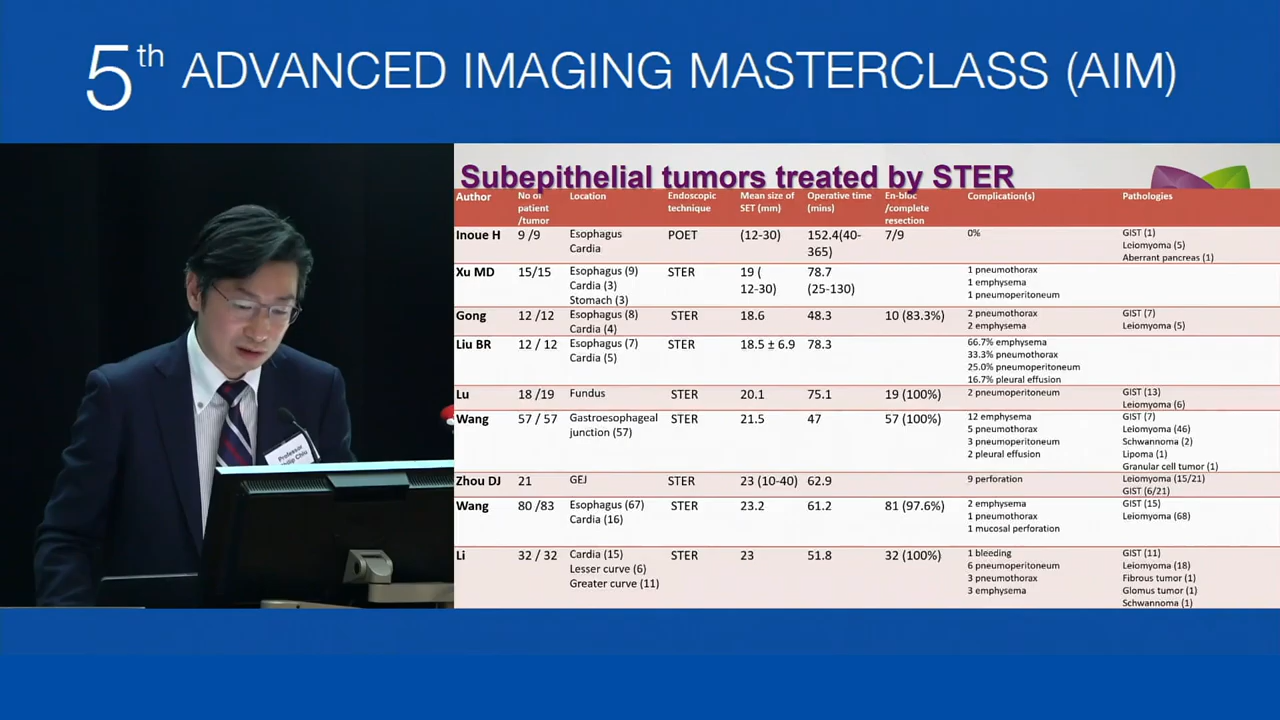 5th ADVANCED IMAGING MASTERCLASS (AIM)
Professor
Philip Chiu
Subepithelial tumors treated by STER
Author
No of
patient
/tumor
Location
Endoscopic
technique
Mean size of
SET (mm)
Operative time
(mins)
En-bloc
/complete
resection
Complication(s)
Pathologies
Inoue H
9 /9
Esophagus
Cardia
POET
(12-30)
152.4(40-
365)
7/9
0%
GIST (1)
Leiomyoma (5)
Aberrant pancreas (1)
Xu MD
15/15
Esophagus (9)
Cardia (3)
Stomach (3)
STER
19 (
12-30)
78.7
(25-130)
1 pneumothorax
1 emphysema
1 pneumoperitoneum
Gong
12 /12
Esophagus (8)
Cardia (4)
STER
18.6
48.3
10 (83.3%)
2 pneumothorax
2 emphysema
GIST (7)
Leiomyoma (5)
Liu BR
12 / 12
Esophagus (7)
Cardia (5)
STER
18.5 ± 6.9
78.3
66.7% emphysema
33.3% pneumothorax
25.0% pneumoperitoneum
16.7% pleural effusion
Lu
18 /19
Fundus
STER
20.1
75.1
19 (100%)
2 pneumoperitoneum
GIST (13)
Leiomyoma (6)
Wang
57 / 57
Gastroesophageal
junction (57)
STER
21.5
47
57 (100%)
12 emphysema
5 pneumothorax
3 pneumoperitoneum
2 pleural effusion
GIST (7)
Leiomyoma (46)
Schwannoma (2)
Lipoma (1)
Granular cell tumor (1)
Zhou DJ
21
GEJ
STER
23 (10-40)
62.9
9 perforation
Leiomyoma (15/21)
GIST (6/21)
Wang
80 /83
Esophagus (67)
Cardia (16)
STER
23.2
61.2
81 (97.6%)
2 emphysema
1 pneumothorax
1 mucosal perforation
GIST (15)
Leiomyoma (68)
Li
32 / 32
Cardia (15)
Lesser curve (6)
Greater curve (11)
STER
23
51.8
32 (100%)
1 bleeding
6 pneumoperitoneum
3 pneumothorax
3 emphysema
GIST (11)
Leiomyoma (18)
Fibrous tumor (1)
Glomus tumor (1)
Schwannoma (1)